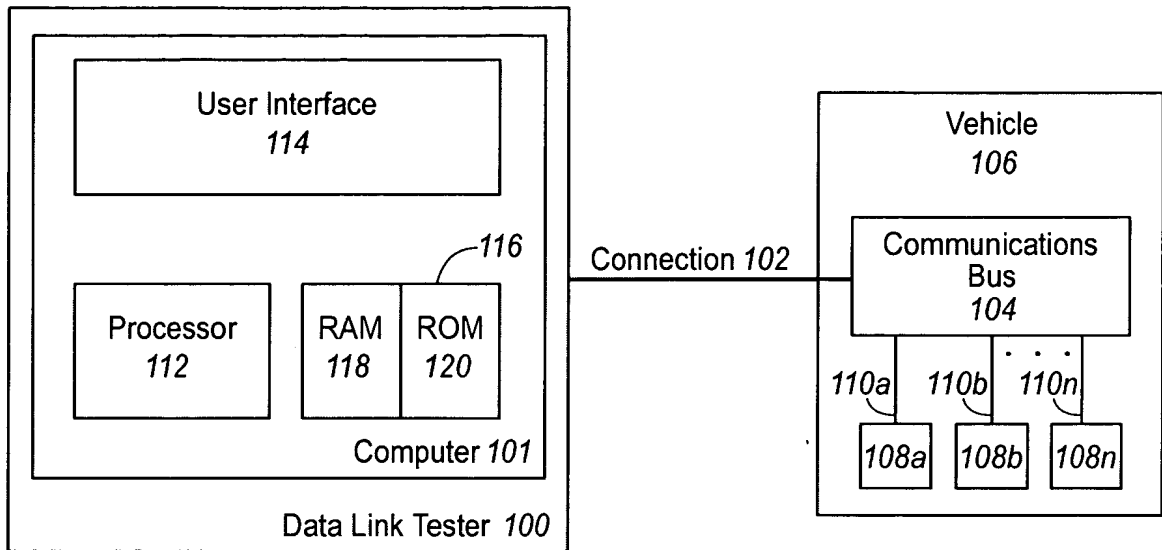 User Interface
114
116
Processor
112
RAM
118
ROM
120
Computer 101
Data Link Tester 100
Connection 102
Vehicle
106
Communications
Bus
104
110a
110b
110n
. . .
108a
108b
108n